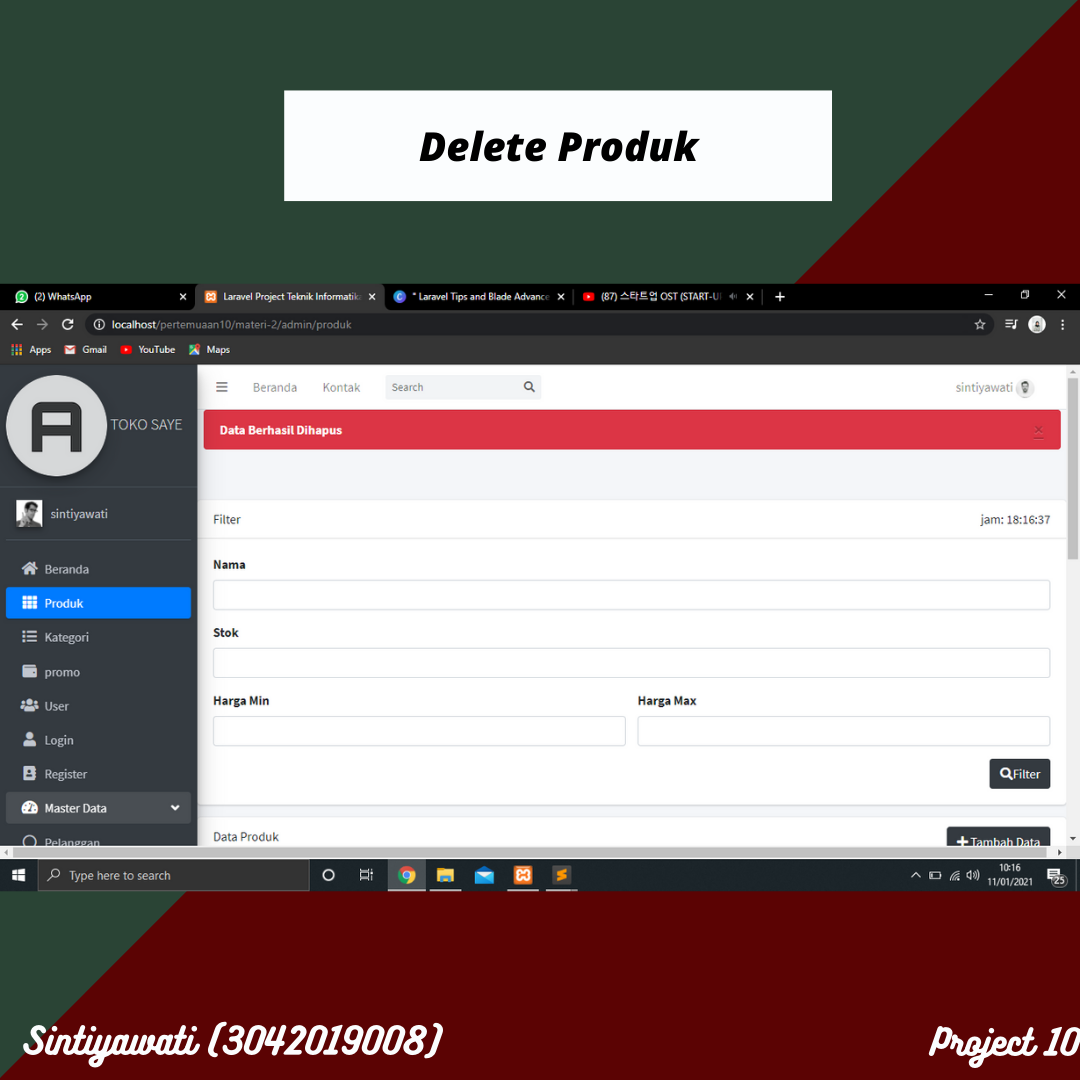 Delete Produk
(2) WhatsApp
Laravel Project Teknik Informatika
* Laravel Tips and Blade Advance
(87) 스타트업 OST (START-U
localhost/pertemuaan10/materi-2/admin/produk
Apps Gmail YouTube Maps
A TOKO SAYE
Beranda Kontak Search sintiyawati
Data Berhasil Dihapus
sintiyawati
Filter jam: 18:16:37
Nama
Stok
Harga Min Harga Max
Filter
Data Produk Tambah Data
Beranda
Produk
Kategori
promo
User
Login
Register
Master Data
Pelanggan
Type here to search
10:16
11/01/2021
25
Sintiyawati (3042019008)
Project 10